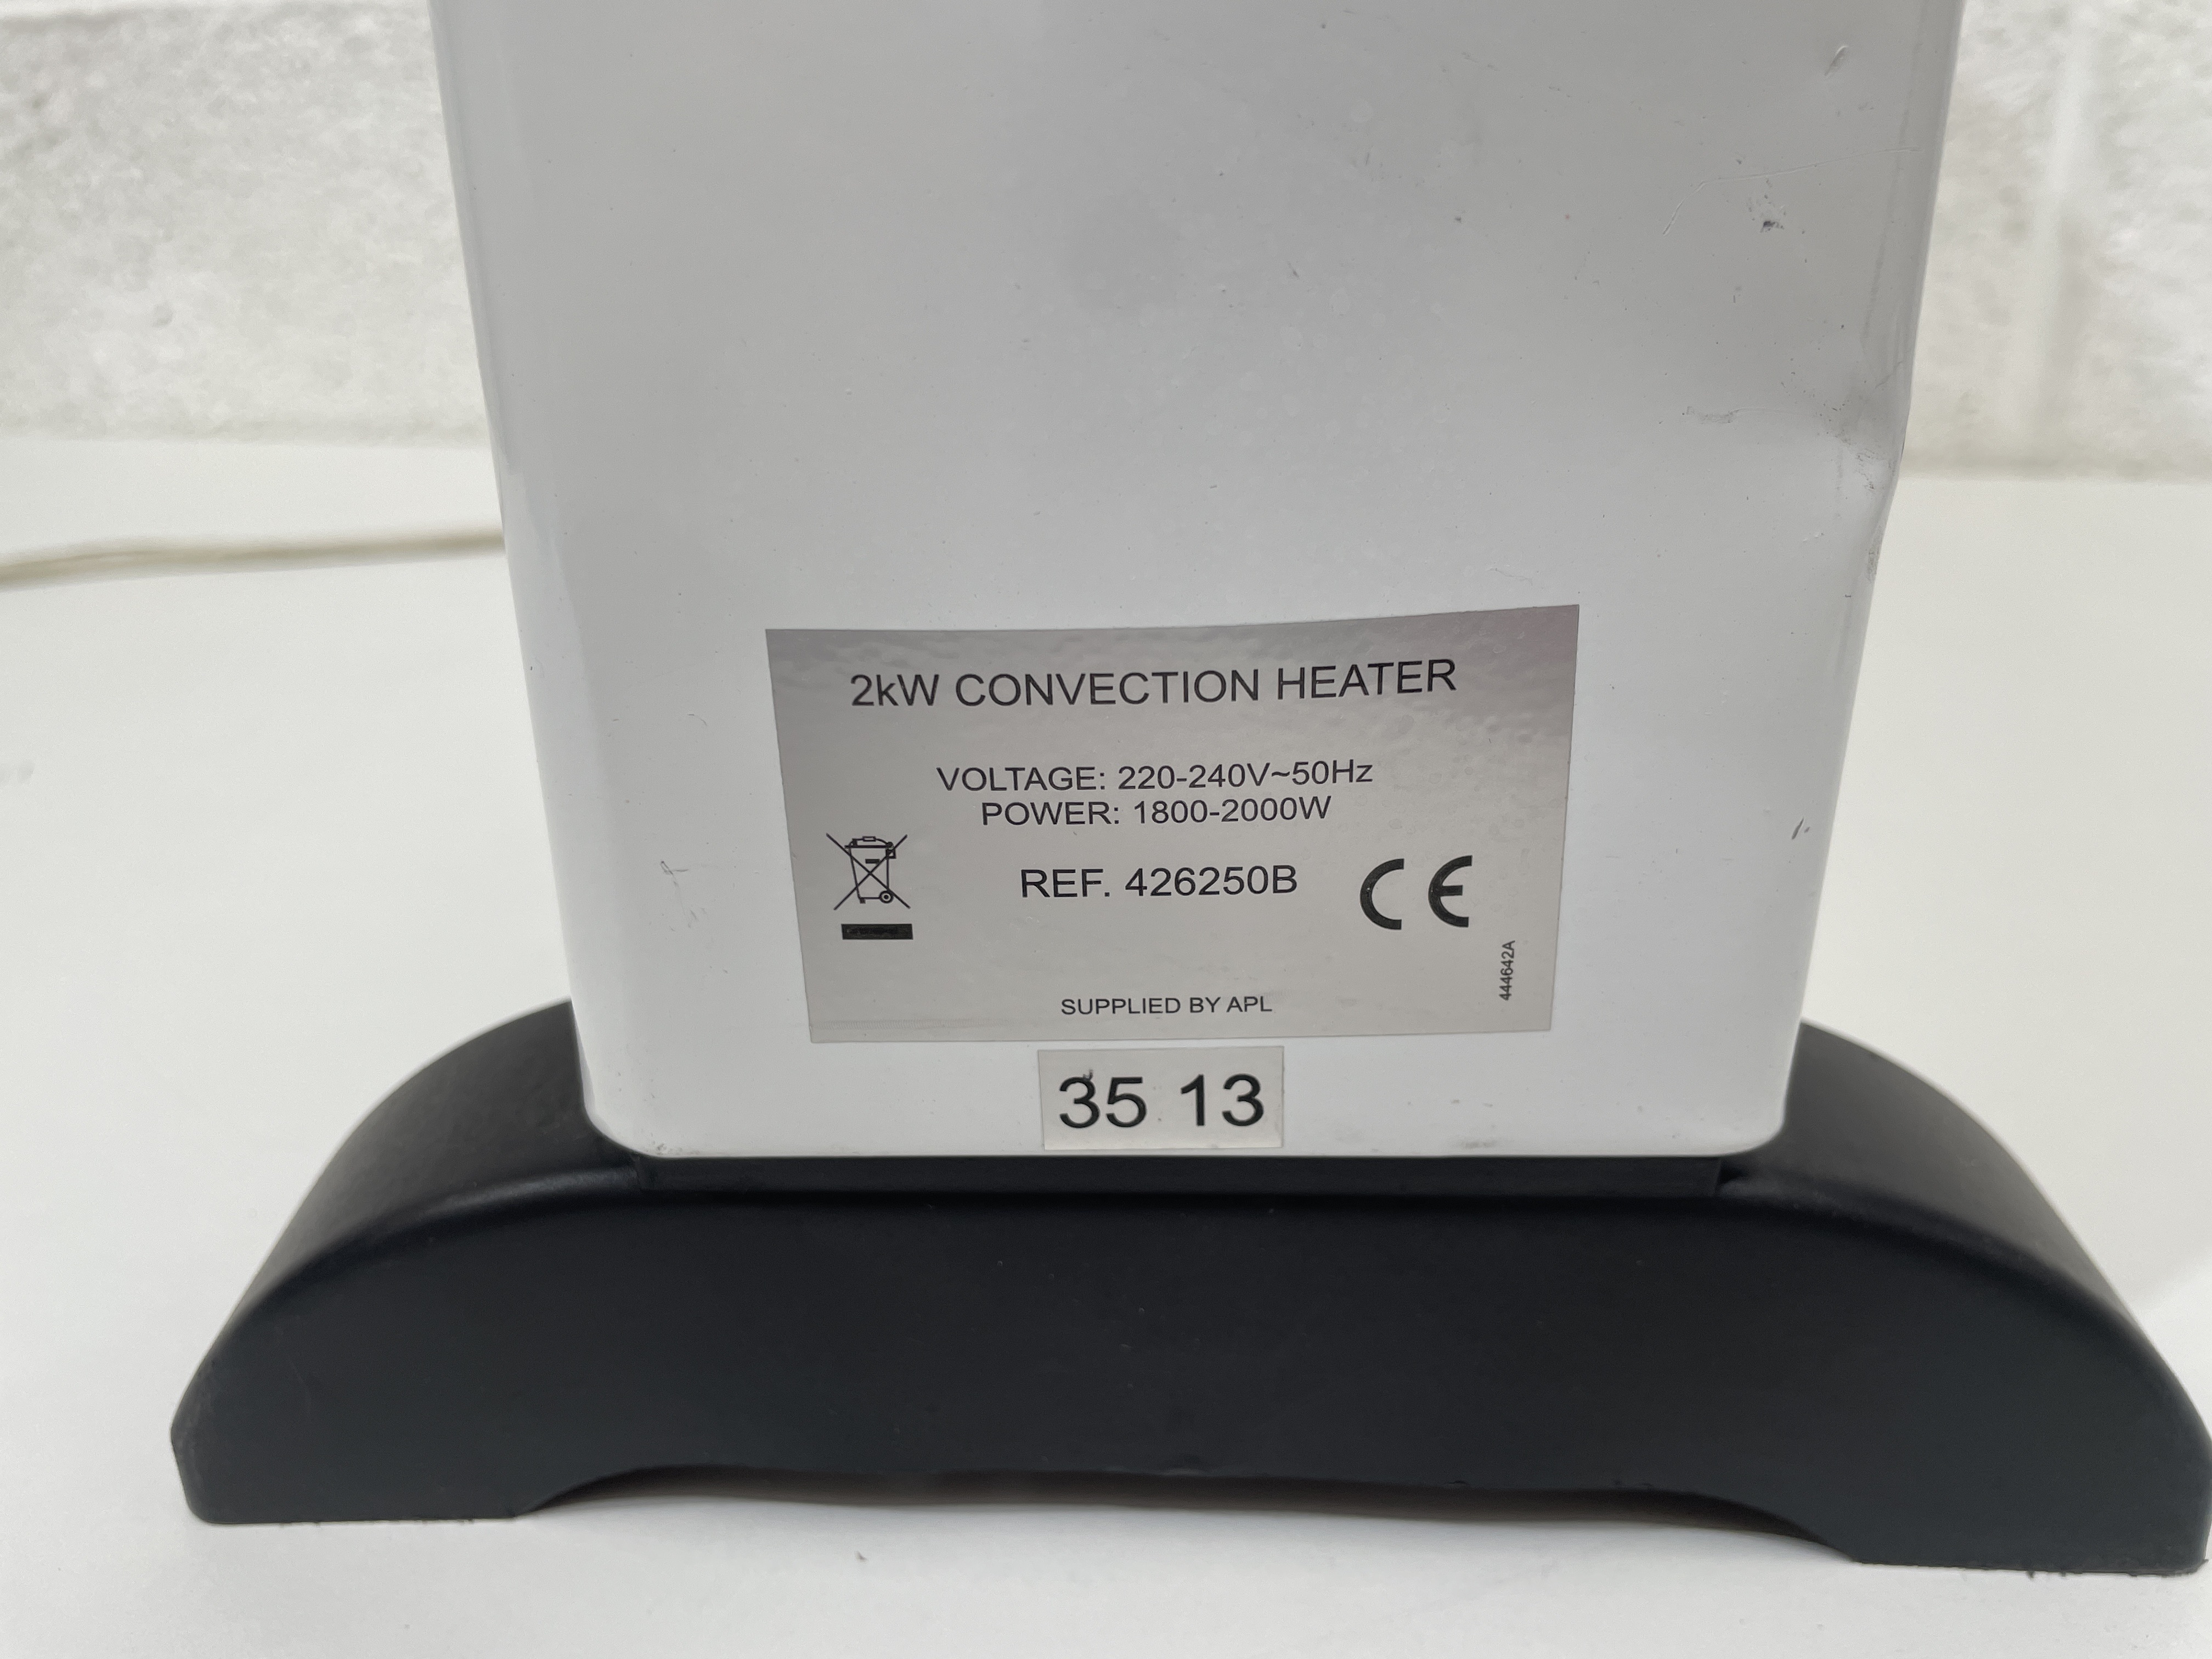 2kW CONVECTION HEATER
VOLTAGE: 220-240V~50Hz
POWER: 1800-2000W
REF. 426250B
CE
444642A
SUPPLIED BY APL
35 13